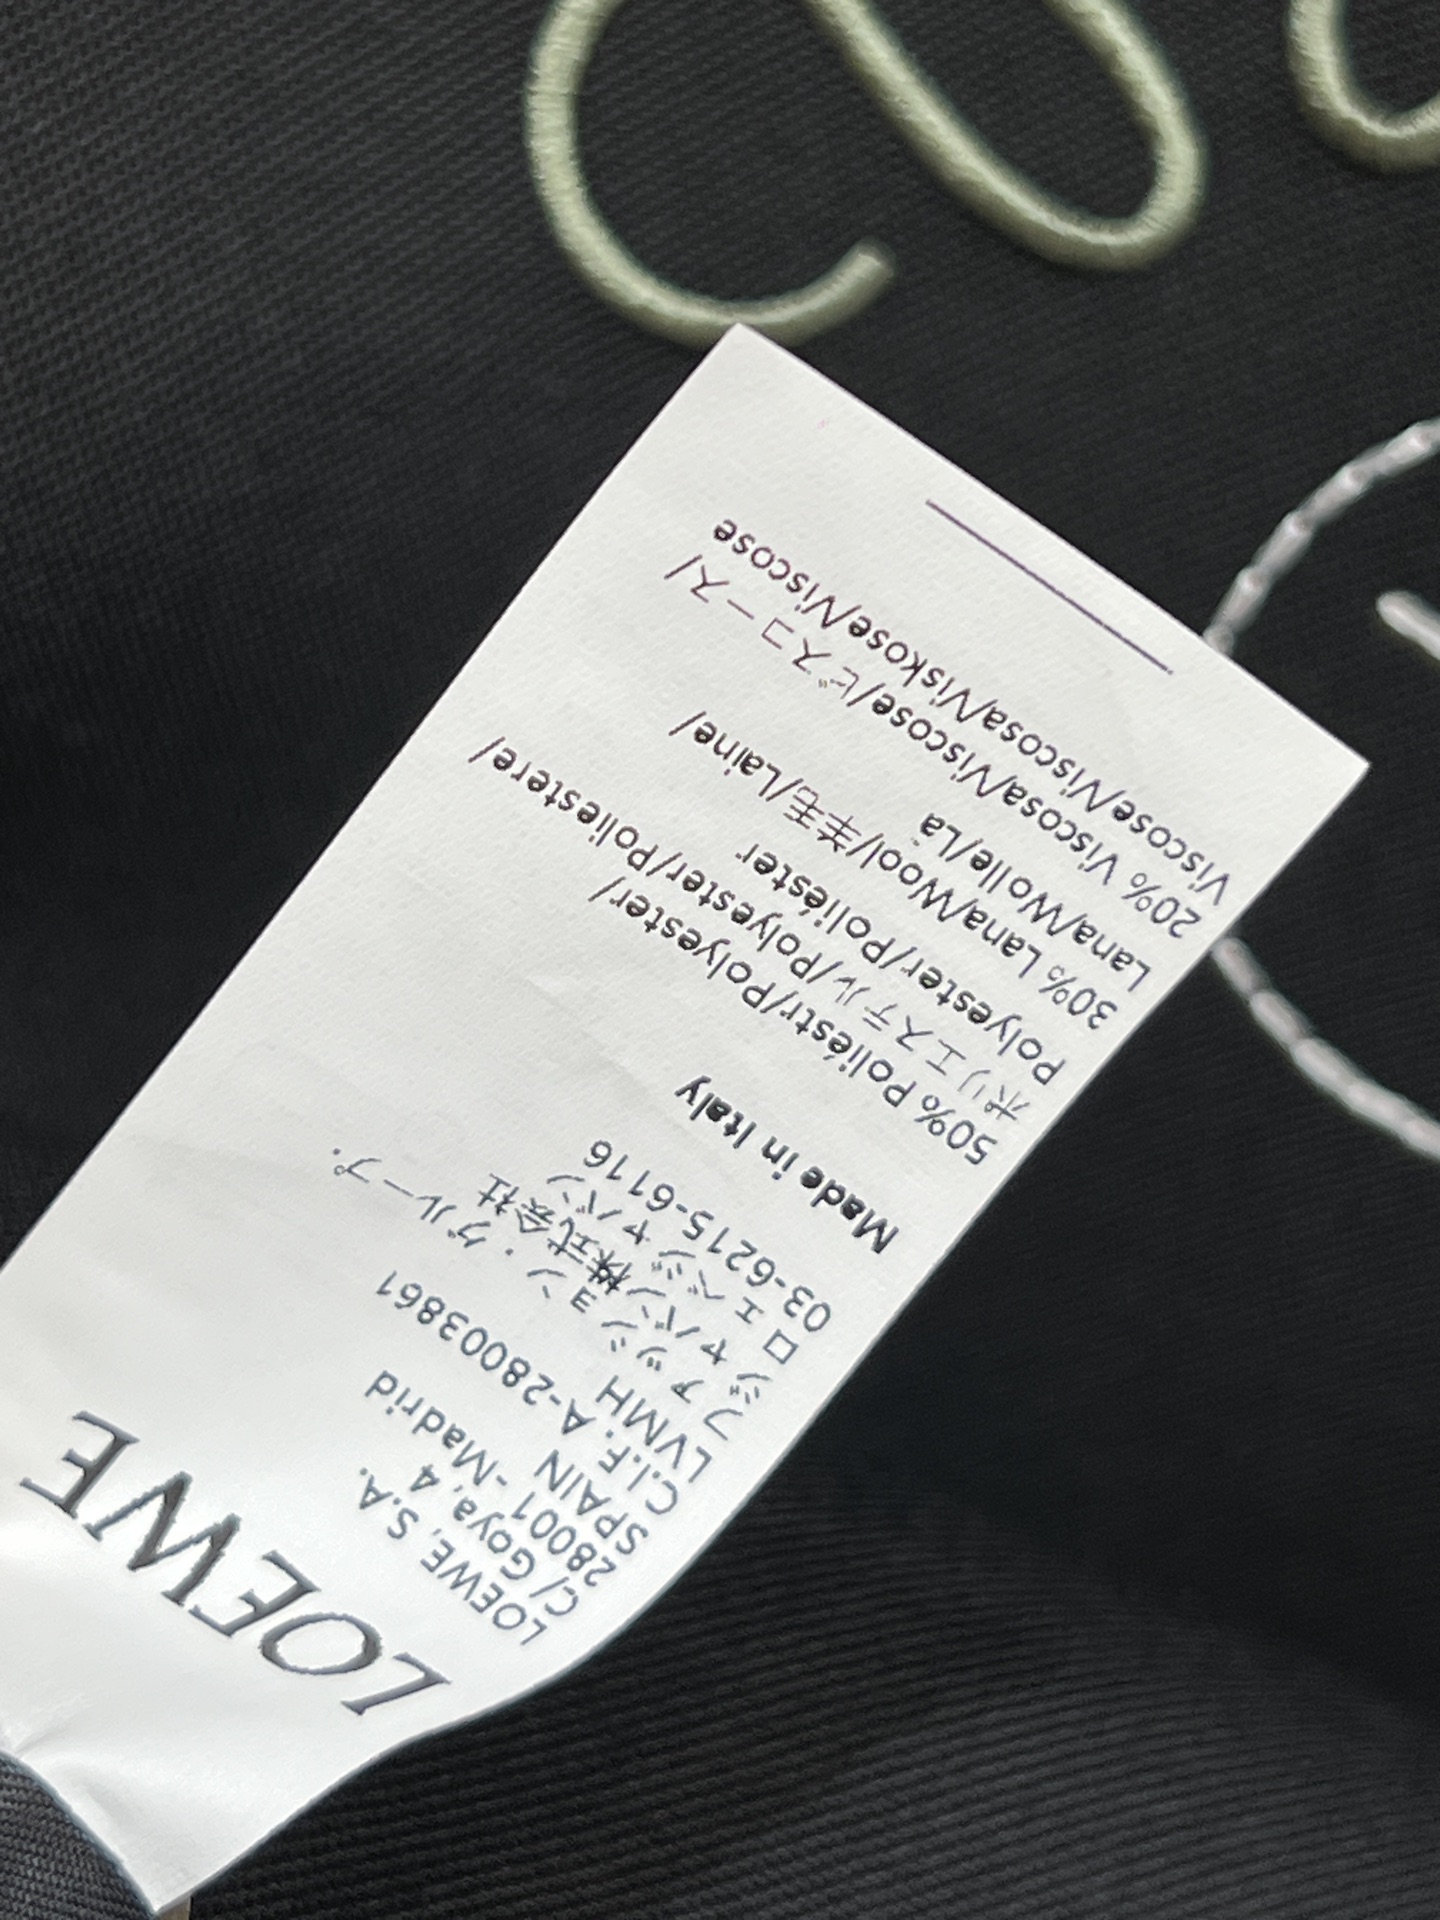 LOEWE
LOEWE, S.A.
C/ Goya, 4
28001 -Madrid
SPAIN
C.I.F. A-28003861
LVMH
ファッション・グループ.
ジャパン株式会社
ロエベジャパン
03-6215-6116
Made in Italy
50% Poliéstr/Polyester/
ポリエステル/Polyester/Poliestere/
Polyester/Poliéster
30% Lana/Wool/羊毛/Laine/
Lana/Wolle/Là
20% Viscosa/Viscose/ビスコース/
Viscose/Viscosa/Viskose/Viscose